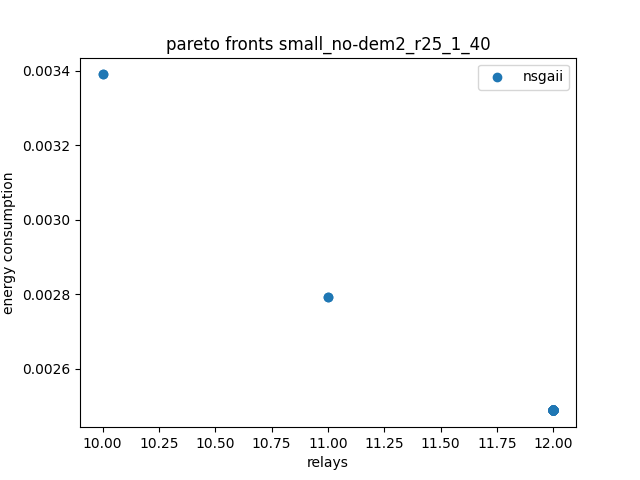 pareto fronts small_no-dem2_r25_1_40
nsgaii
0.0034
0.0032
0.0030
0.0028
0.0026
energy consumption
10.00 10.25 10.50 10.75 11.00 11.25 11.50 11.75 12.00
relays